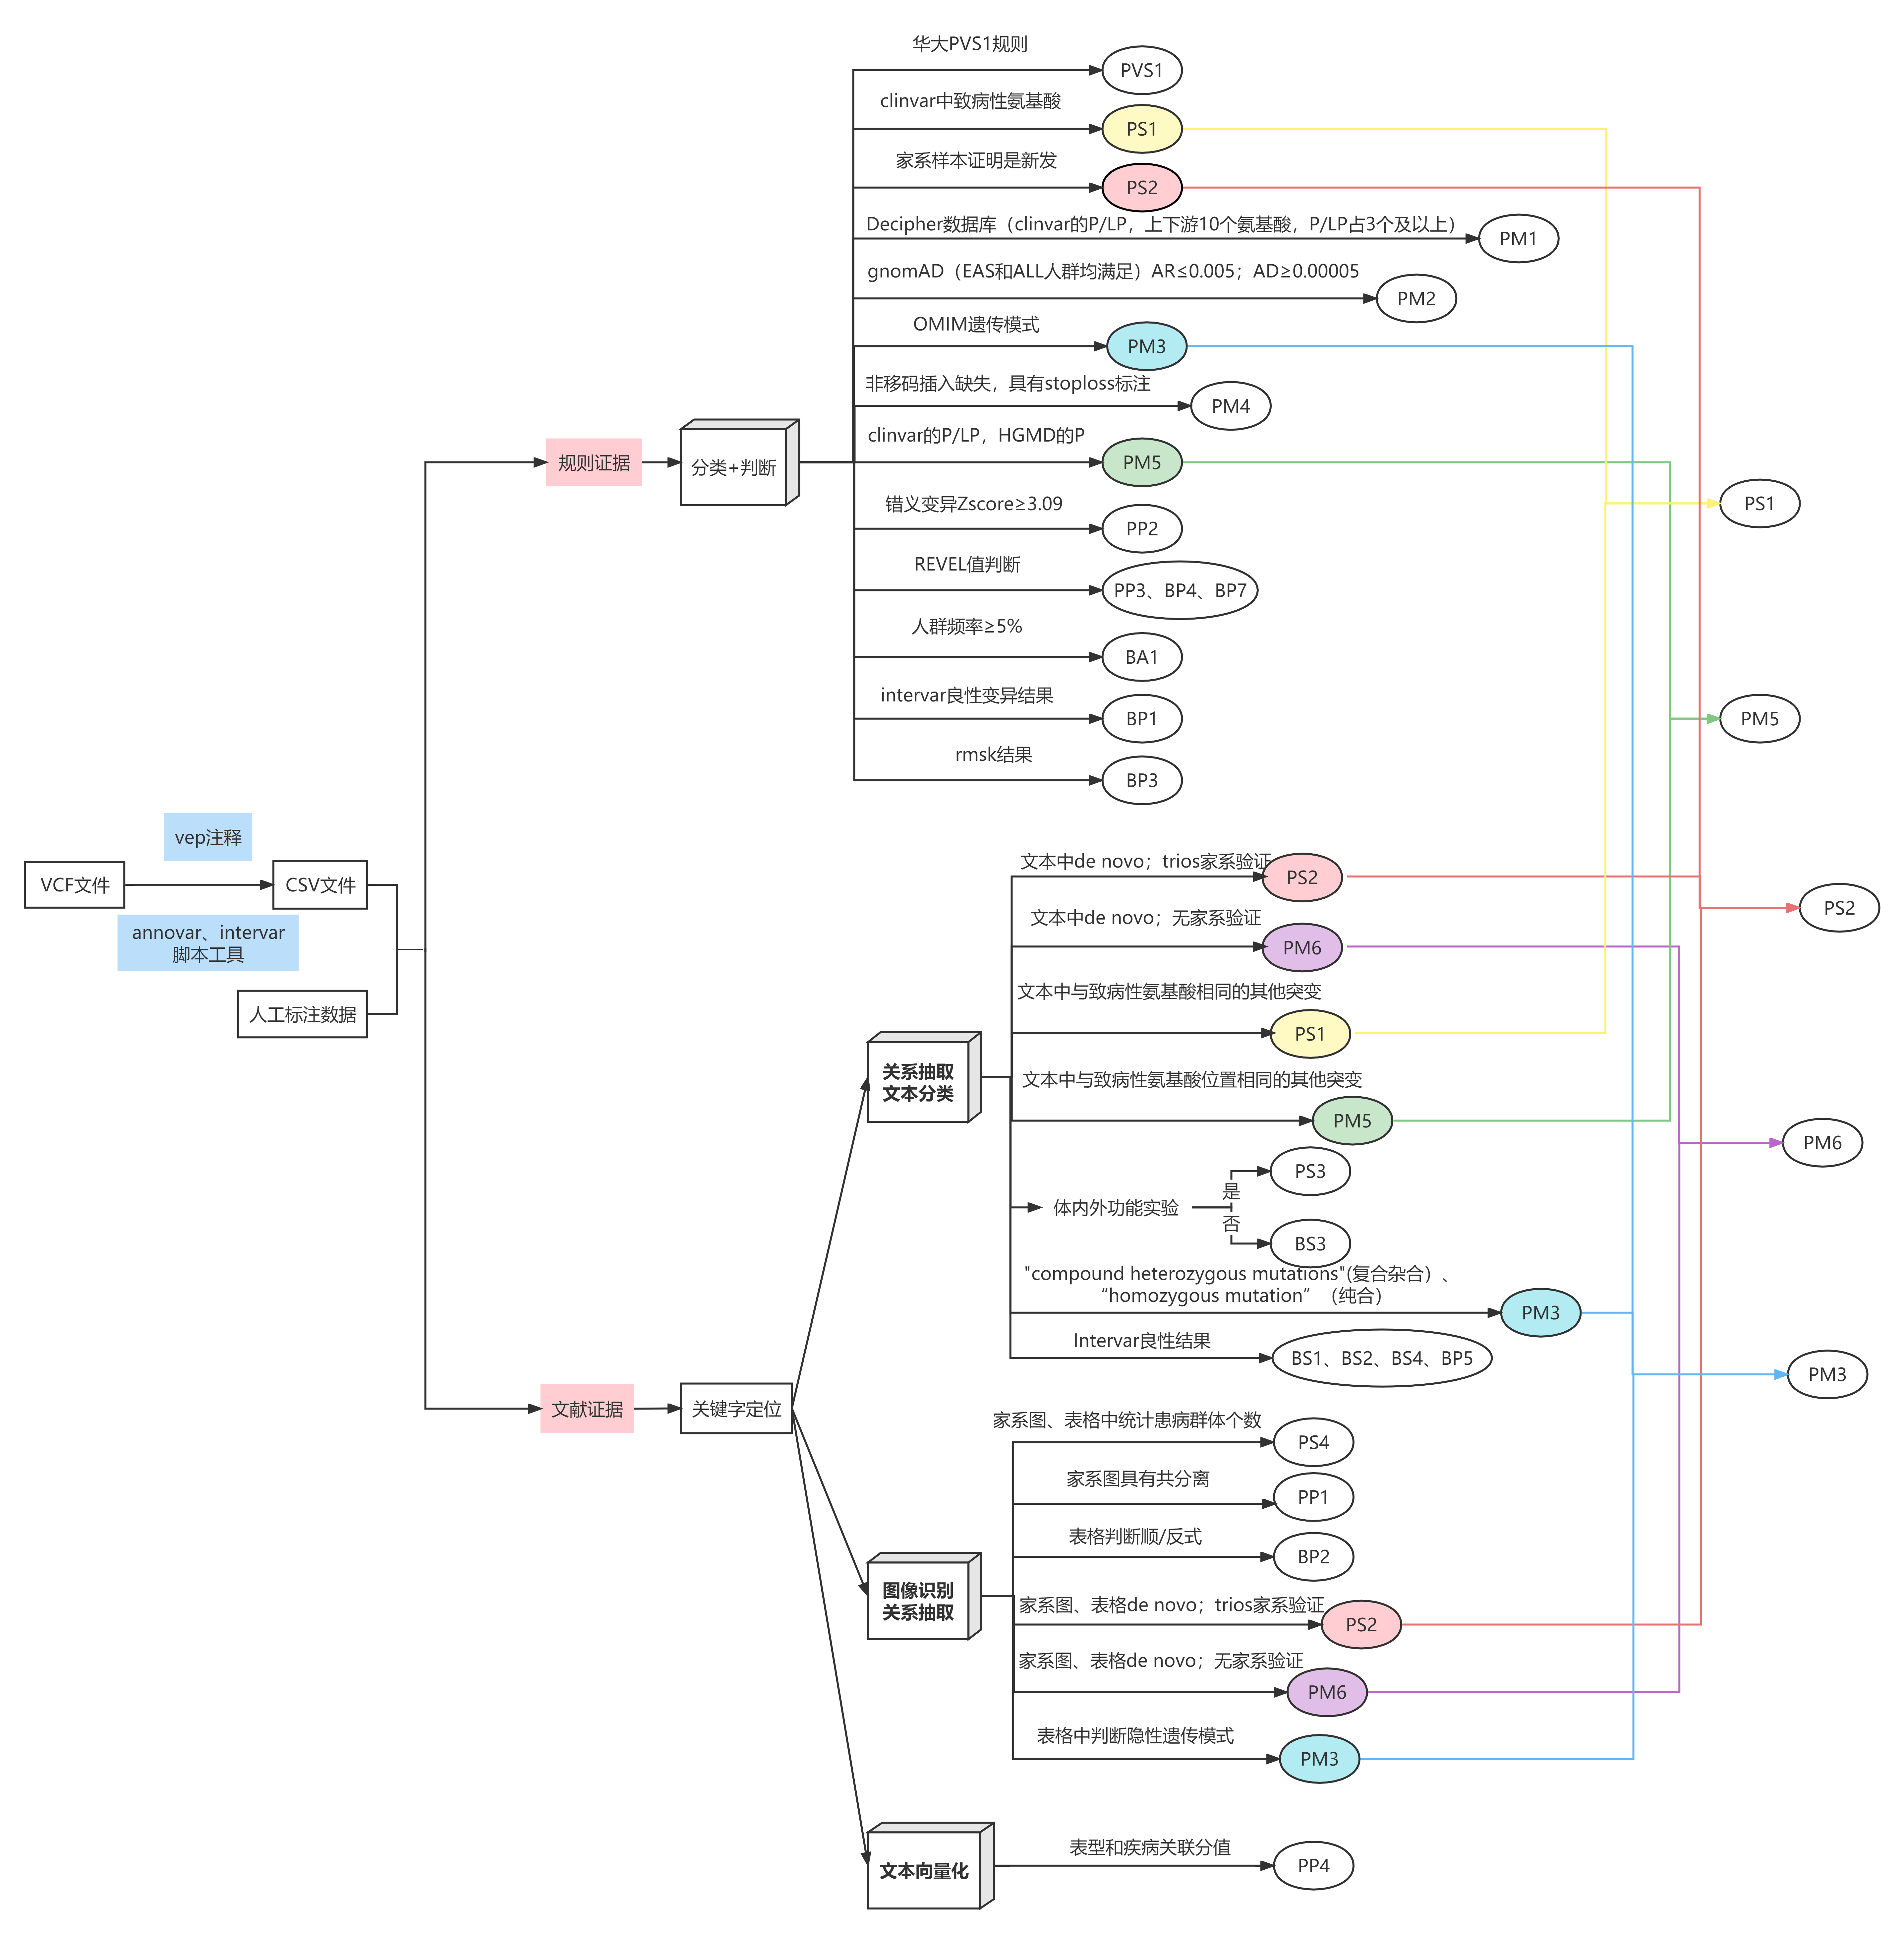 华大PVS1规则
PVS1
clinvar中致病性氨基酸
PS1
家系样本证明是新发
PS2
Decipher数据库（clinvar的P/LP，上下游10个氨基酸，P/LP占3个及以上）
PM1
gnomAD（EAS和ALL人群均满足）AR≤0.005；AD≥0.00005
PM2
OMIM遗传模式
PM3
非移码插入缺失，具有stoploss标注
PM4
clinvar的P/LP，HGMD的P
PM5
规则证据
分类+判断
错义变异Zscore≥3.09
PP2
PS1
REVEL值判断
PP3、BP4、BP7
人群频率≥5%
BA1
intervar良性变异结果
BP1
PM5
rmsk结果
BP3
vep注释
VCF文件
CSV文件
annovar、intervar
脚本工具
人工标注数据
文本中de novo；trios家系验证
PS2
PS2
文本中de novo；无家系验证
PM6
文本中与致病性氨基酸相同的其他突变
PS1
关系抽取
文本分类
文本中与致病性氨基酸位置相同的其他突变
PM5
PM6
PS3
体内外功能实验
是
否
BS3
"compound heterozygous mutations"(复合杂合）、
“homozygous mutation”（纯合）
PM3
Intervar良性结果
BS1、BS2、BS4、BP5
PM3
文献证据
关键字定位
家系图、表格中统计患病群体个数
PS4
家系图具有共分离
PP1
表格判断顺/反式
BP2
图像识别
关系抽取
家系图、表格de novo；trios家系验证
PS2
家系图、表格de novo；无家系验证
PM6
表格中判断隐性遗传模式
PM3
文本向量化
表型和疾病关联分值
PP4